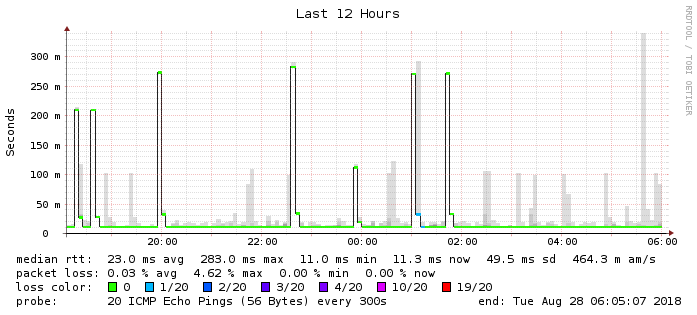 Last 12 Hours
RRDTOOL / TOBI OETIKER
Seconds
300 m
250 m
200 m
150 m
100 m
50 m
0
20:00 22:00 00:00 02:00 04:00 06:00
median rtt: 23.0 ms avg 283.0 ms max 11.0 ms min 11.3 ms now 49.5 ms sd 464.3 m am/s
packet loss: 0.03 % avg 4.62 % max 0.00 % min 0.00 % now
loss color: 0 1/20 2/20 3/20 4/20 10/20 19/20
probe: 20 ICMP Echo Pings (56 Bytes) every 300s end: Tue Aug 28 06:05:07 2018